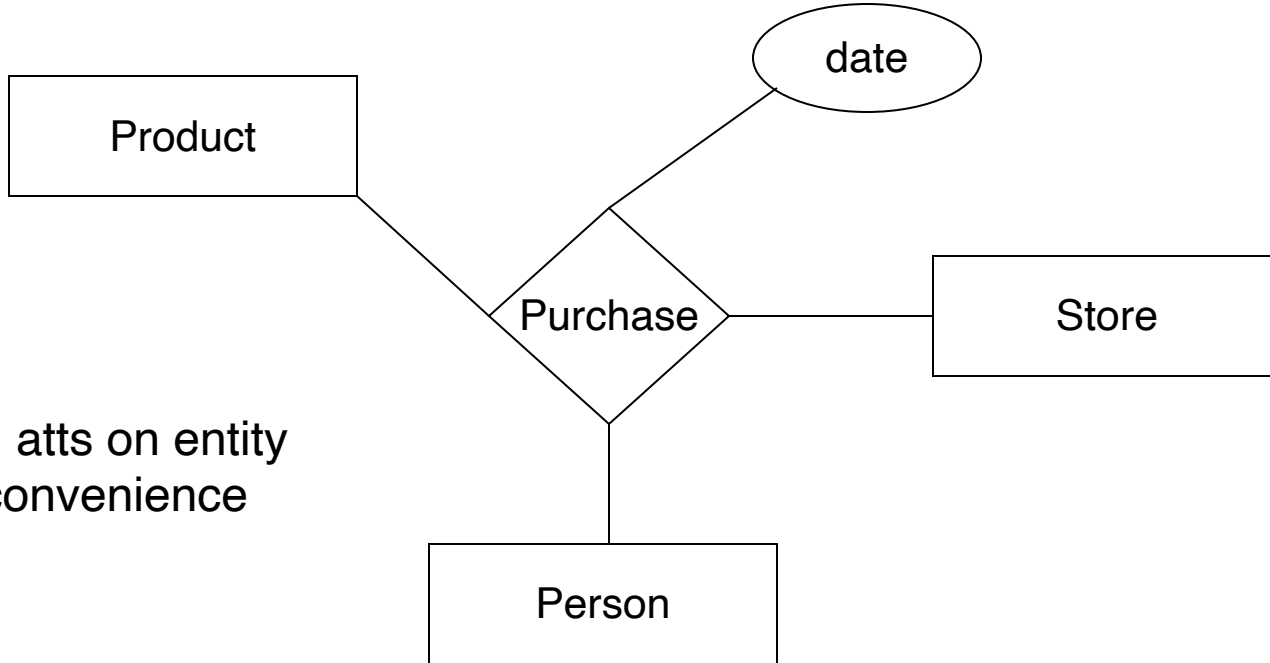 date
Product
Purchase
Store
atts on entity
convenience
Person